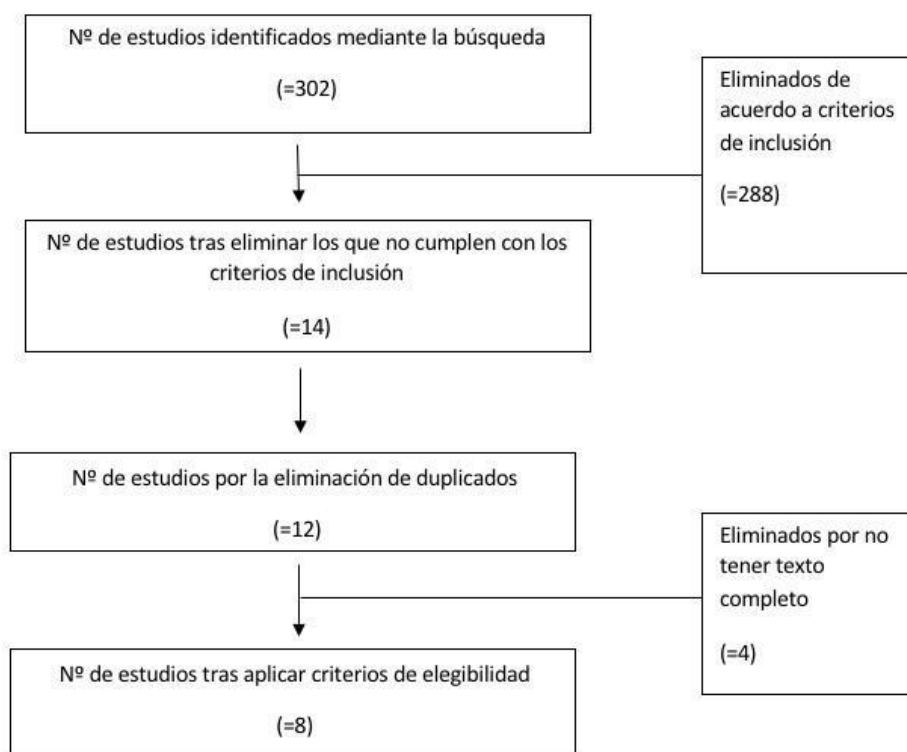 Nº de estudios identificados mediante la búsqueda
(=302)
Eliminados de
acuerdo a criterios
de inclusión
(=288)
Nº de estudios tras eliminar los que no cumplen con los
criterios de inclusión
(=14)
Nº de estudios por la eliminación de duplicados
(=12)
Eliminados por no
tener texto
completo
(=4)
Nº de estudios tras aplicar criterios de elegibilidad
(=8)